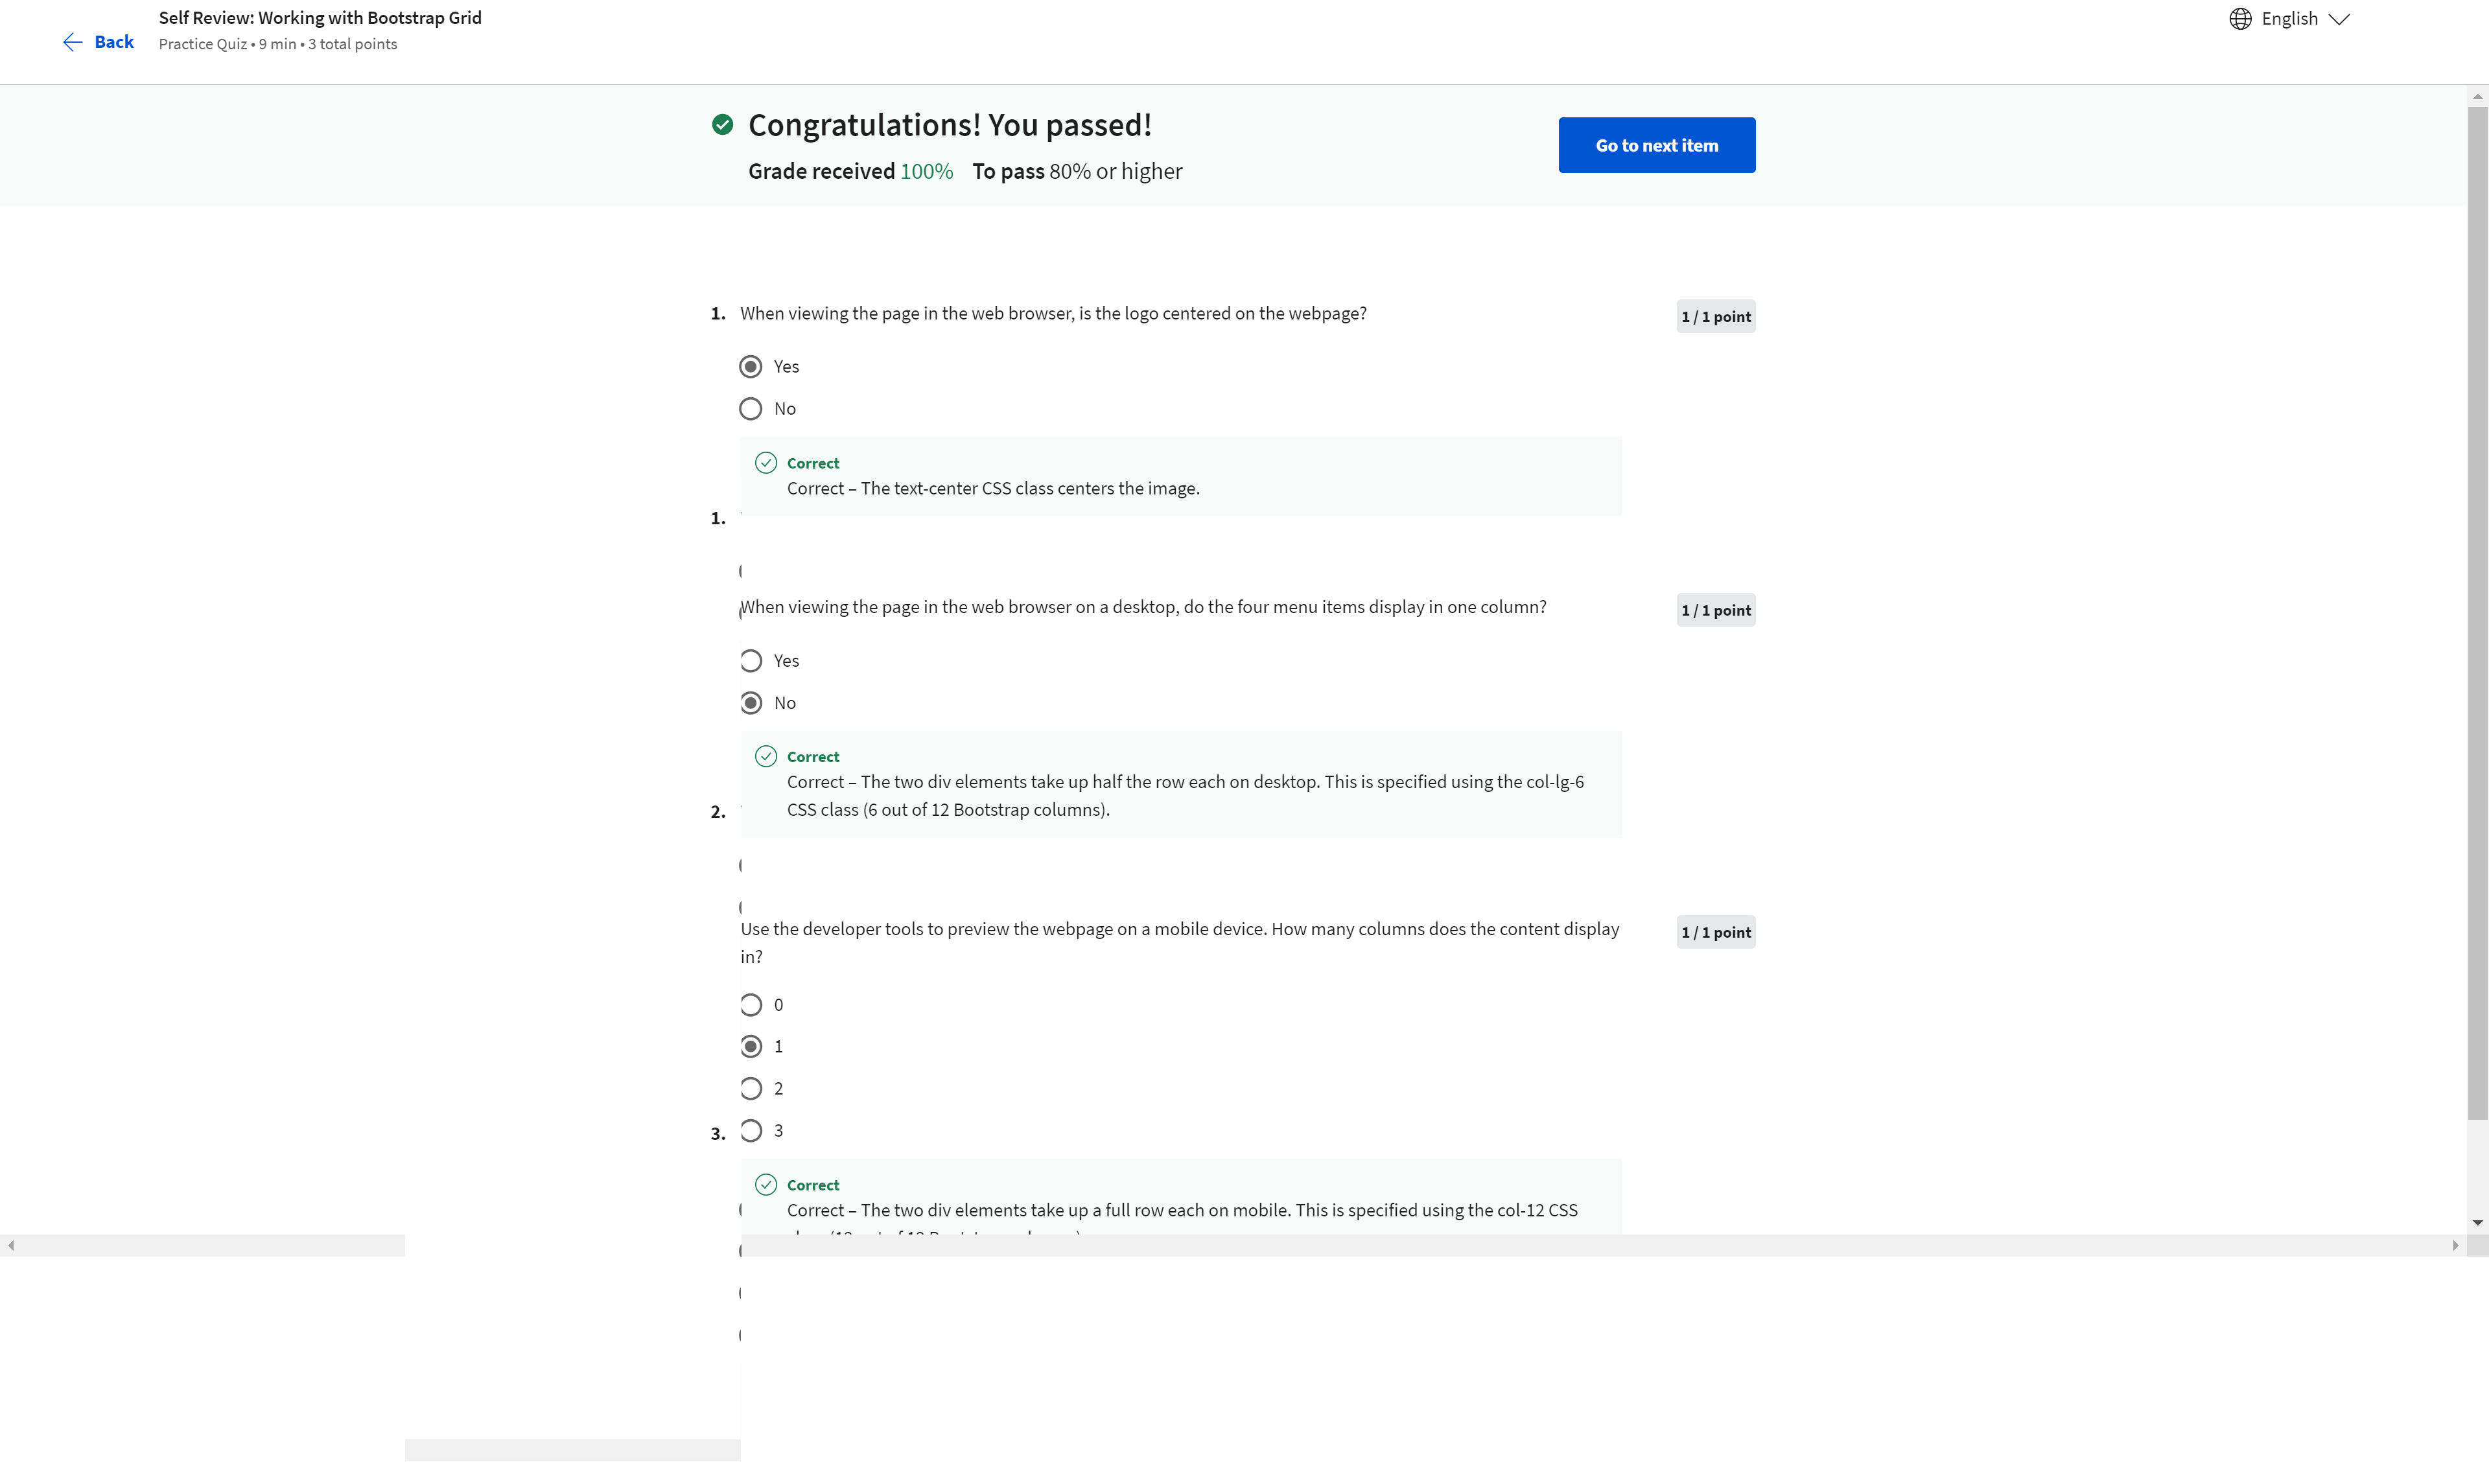 Self Review: Working with Bootstrap Grid
Back
Practice Quiz • 9 min • 3 total points
English
Congratulations! You passed!
Grade received 100% To pass 80% or higher
Go to next item
1. When viewing the page in the web browser, is the logo centered on the webpage?
1 / 1 point
Yes
No
Correct
Correct – The text-center CSS class centers the image.
1.
When viewing the page in the web browser on a desktop, do the four menu items display in one column?
1 / 1 point
Yes
No
Correct
Correct – The two div elements take up half the row each on desktop. This is specified using the col-lg-6
CSS class (6 out of 12 Bootstrap columns).
2.
Use the developer tools to preview the webpage on a mobile device. How many columns does the content display
in?
1 / 1 point
0
1
2
3
3.
Correct
Correct – The two div elements take up a full row each on mobile. This is specified using the col-12 CSS